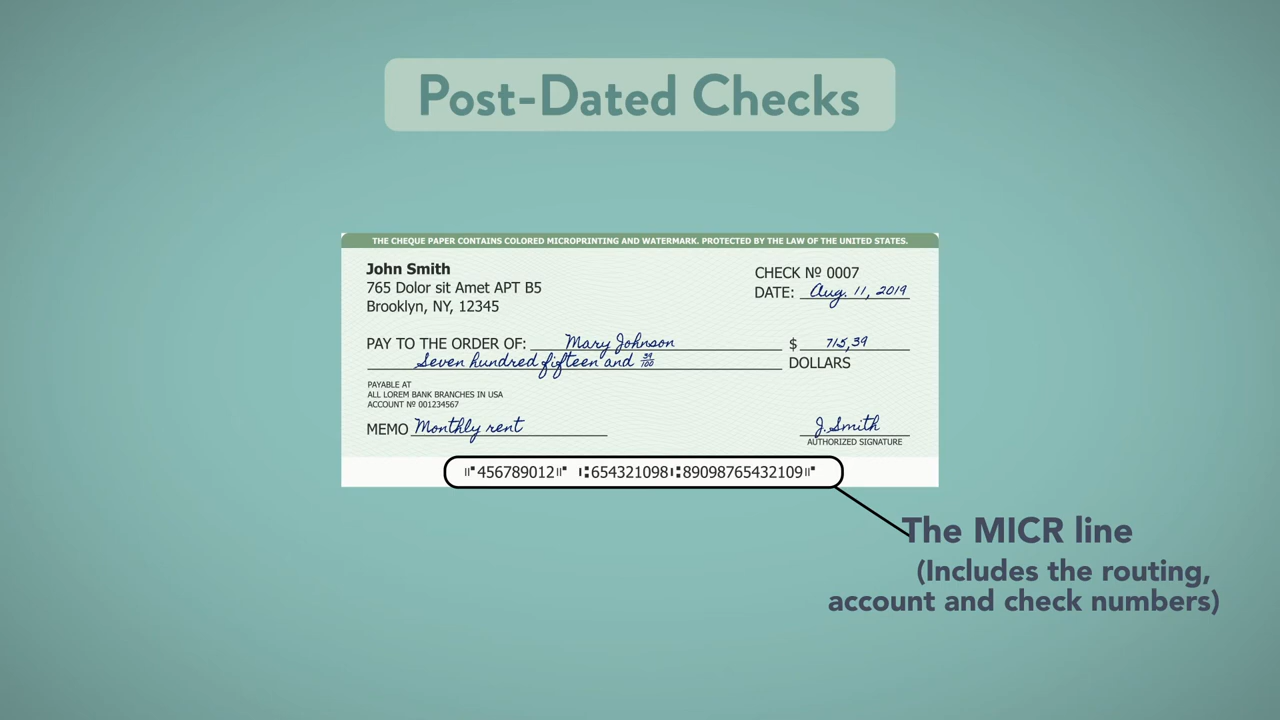 Post-Dated Checks
THE CHEQUE PAPER CONTAINS COLORED MICROPRINTING AND WATERMARK. PROTECTED BY THE LAW OF THE UNITED STATES.
John Smith
765 Dolor sit Amet APT B5
Brooklyn, NY, 12345
CHECK Nº 0007
DATE: Aug. 11, 2019
PAY TO THE ORDER OF: Mary Johnson $ 715,39
Seven hundred fifteen and 39/100 DOLLARS
PAYABLE AT
ALL LOREM BANK BRANCHES IN USA
ACCOUNT Nº 001234567
MEMO Monthly rent
J. Smith
AUTHORIZED SIGNATURE
⑈456789012⑈ ⑆654321098⑆89098765432109⑈
The MICR line
(Includes the routing,
account and check numbers)